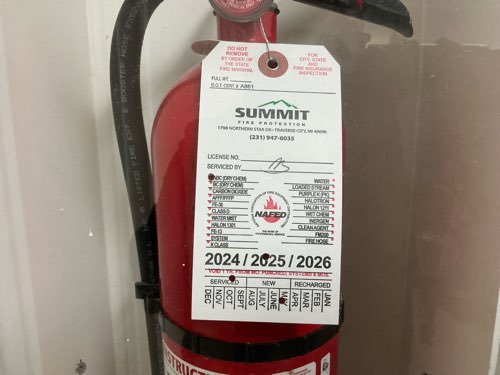 DO NOT
REMOVE
BY ORDER OF
THE STATE
FIRE MARSHAL
FOR
CITY, STATE
AND FIRE INSURANCE
INSPECTION
FULL WT.
D.O.T. CERT # A861
SUMMIT
FIRE PROTECTION
1798 NORTHERN STAR DR - TRAVERSE CITY, MI 49696
(231) 947-6035
LICENSE NO.
SERVICED BY
ABC (DRY CHEM)
BC (DRY CHEM)
CARBON DIOXIDE
AFFF/FFFP
FE-36
CLASS D
WATER MIST
HALON 1301
FE-13
SYSTEM
K CLASS
NAFED
WATER
LOADED STREAM
PURPLE K (PK)
HALOTRON
HALON 1211
WET CHEM
INERGEN
CLEAN AGENT
FM200
FIRE HOSE
2024 / 2025 / 2026
VOID 1 YR. FROM MO. PUNCHED, SYSTEMS 6 MOS.
SERVICED NEW RECHARGED
DEC NOV OCT SEPT AUG JULY JUNE MAY APR MAR FEB JAN